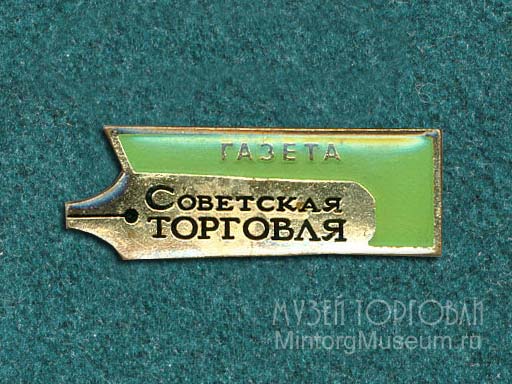 ГАЗЕТА
СОВЕТСКАЯ
ТОРГОВЛЯ
МУЗЕЙ ТОРГОВЛИ
MintorgMuseum.ru